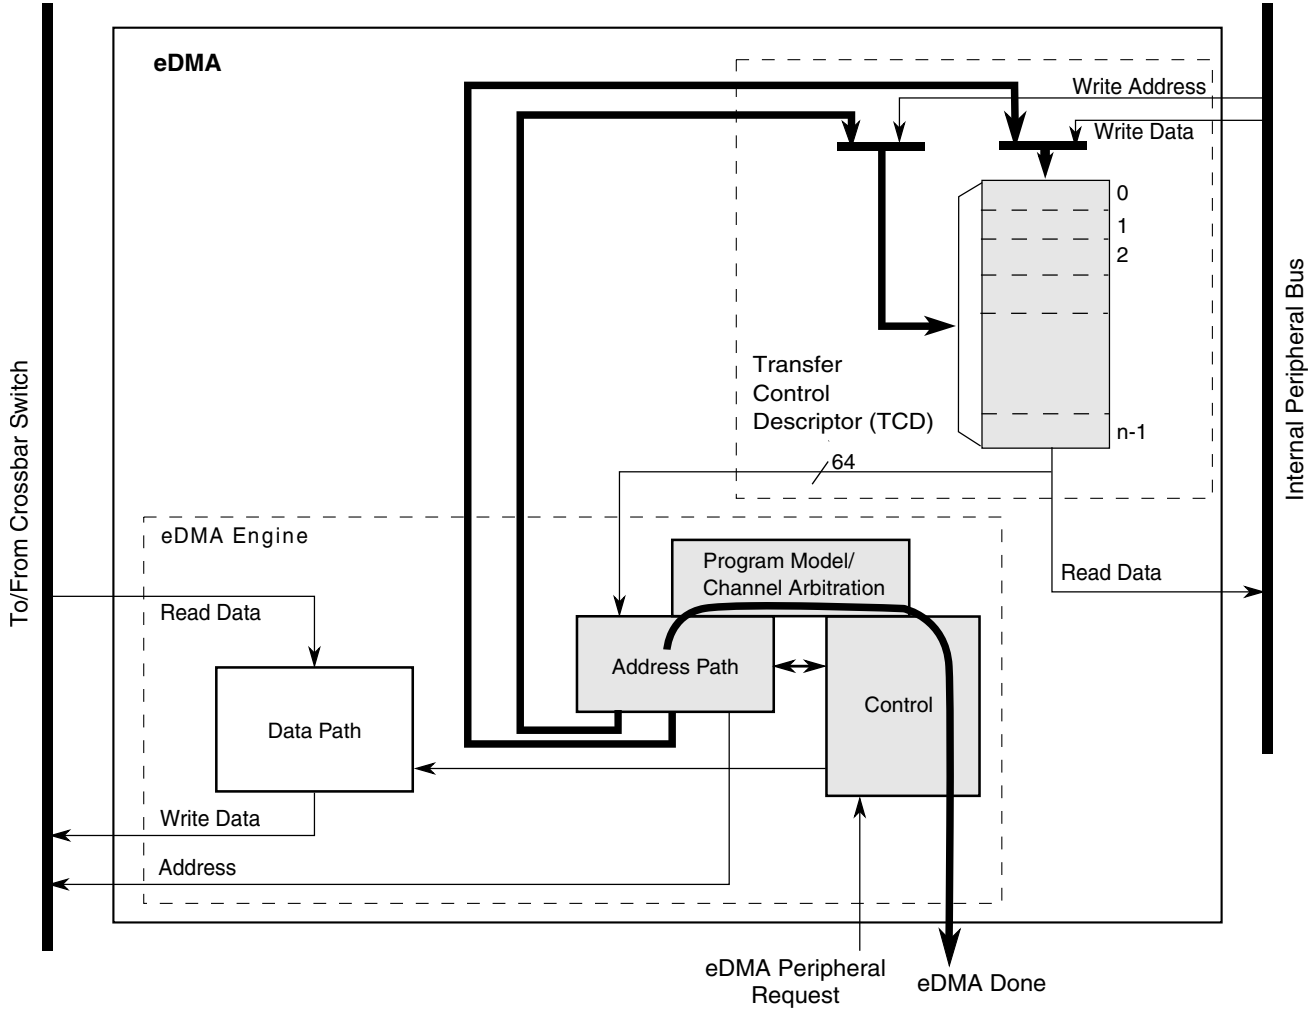 eDMA
Write Address
Write Data
0
1
2
n-1
Transfer
Control
Descriptor (TCD)
64
To/From Crossbar Switch
Internal Peripheral Bus
eDMA Engine
Program Model/
Channel Arbitration
Read Data
Read Data
Address Path
Control
Data Path
Write Data
Address
eDMA Peripheral
Request
eDMA Done